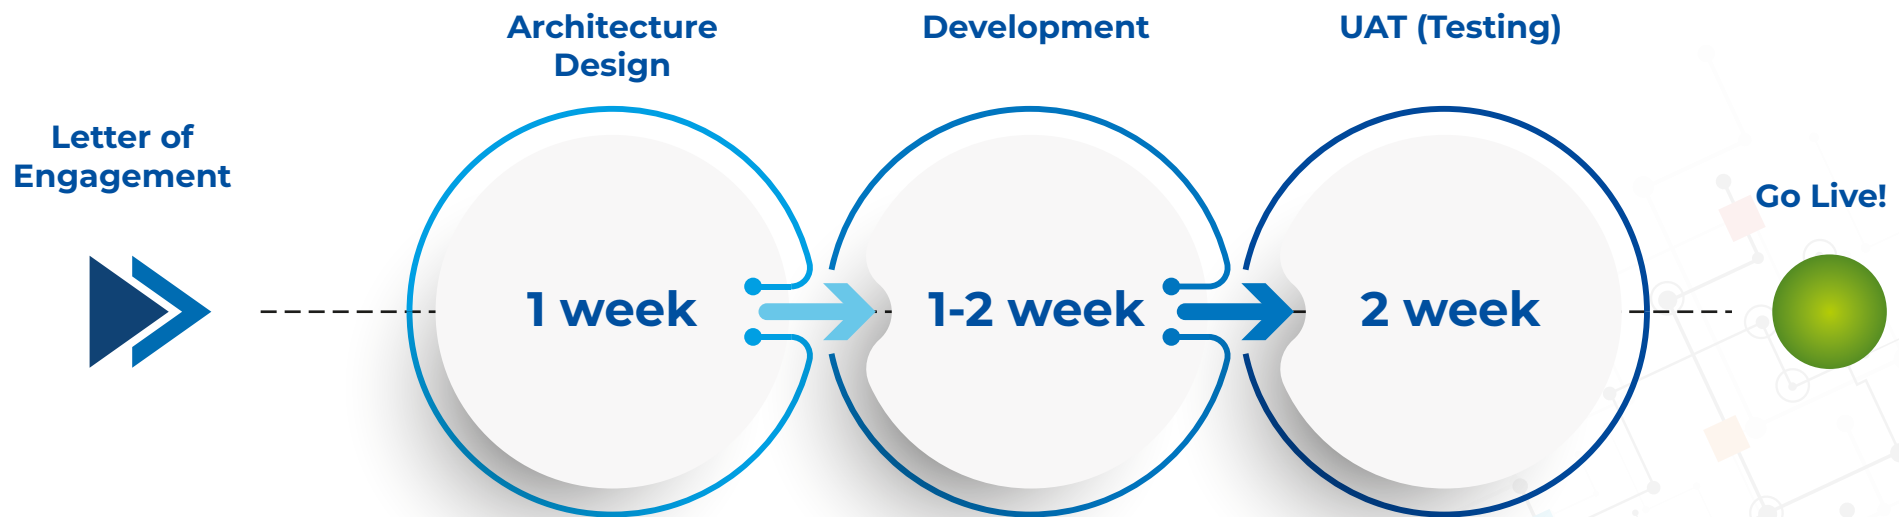 Letter of
Engagement
Architecture
Design
1 week
Development
1-2 week
UAT (Testing)
2 week
Go Live!